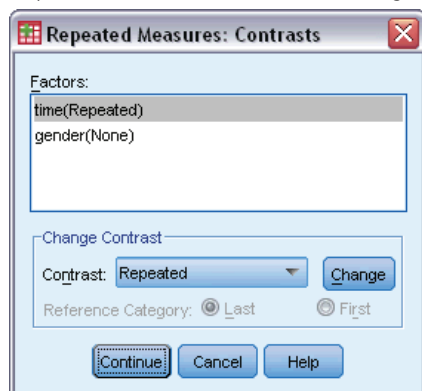 Repeated Measures: Contrasts
Factors:
time(Repeated)
gender(None)
Change Contrast
Contrast: Repeated Change
Reference Category: Last First
Continue Cancel Help